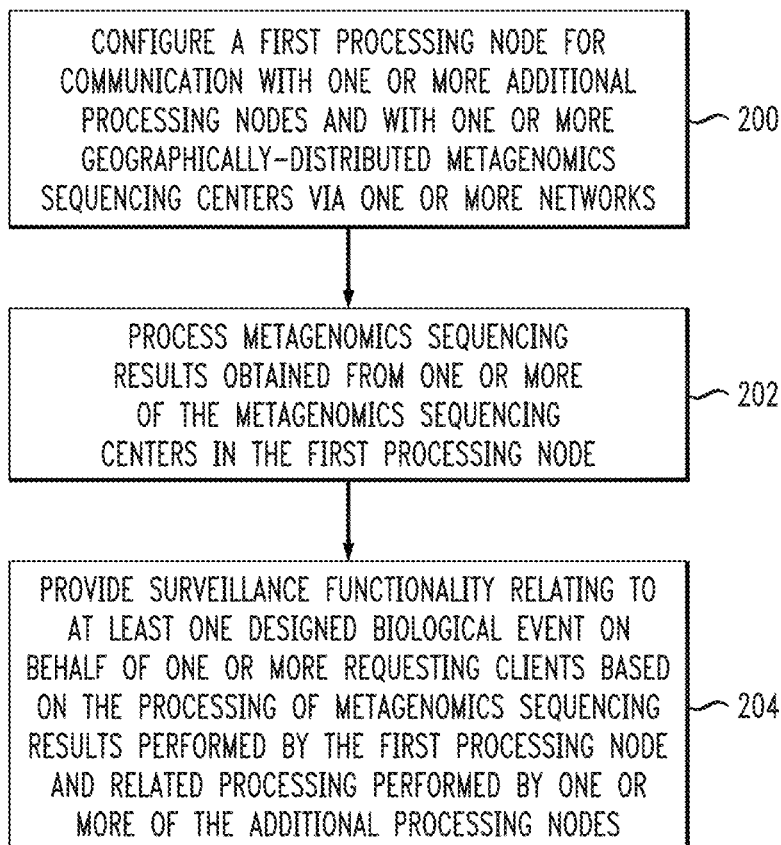 CONFIGURE A FIRST PROCESSING NODE FOR
COMMUNICATION WITH ONE OR MORE ADDITIONAL
PROCESSING NODES AND WITH ONE OR MORE
GEOGRAPHICALLY-DISTRIBUTED METAGENOMICS
SEQUENCING CENTERS VIA ONE OR MORE NETWORKS
200
PROCESS METAGENOMICS SEQUENCING
RESULTS OBTAINED FROM ONE OR MORE
OF THE METAGENOMICS SEQUENCING
CENTERS IN THE FIRST PROCESSING NODE
202
PROVIDE SURVEILLANCE FUNCTIONALITY RELATING TO
AT LEAST ONE DESIGNED BIOLOGICAL EVENT ON
BEHALF OF ONE OR MORE REQUESTING CLIENTS BASED
ON THE PROCESSING OF METAGENOMICS SEQUENCING
RESULTS PERFORMED BY THE FIRST PROCESSING NODE
AND RELATED PROCESSING PERFORMED BY ONE OR
MORE OF THE ADDITIONAL PROCESSING NODES
204